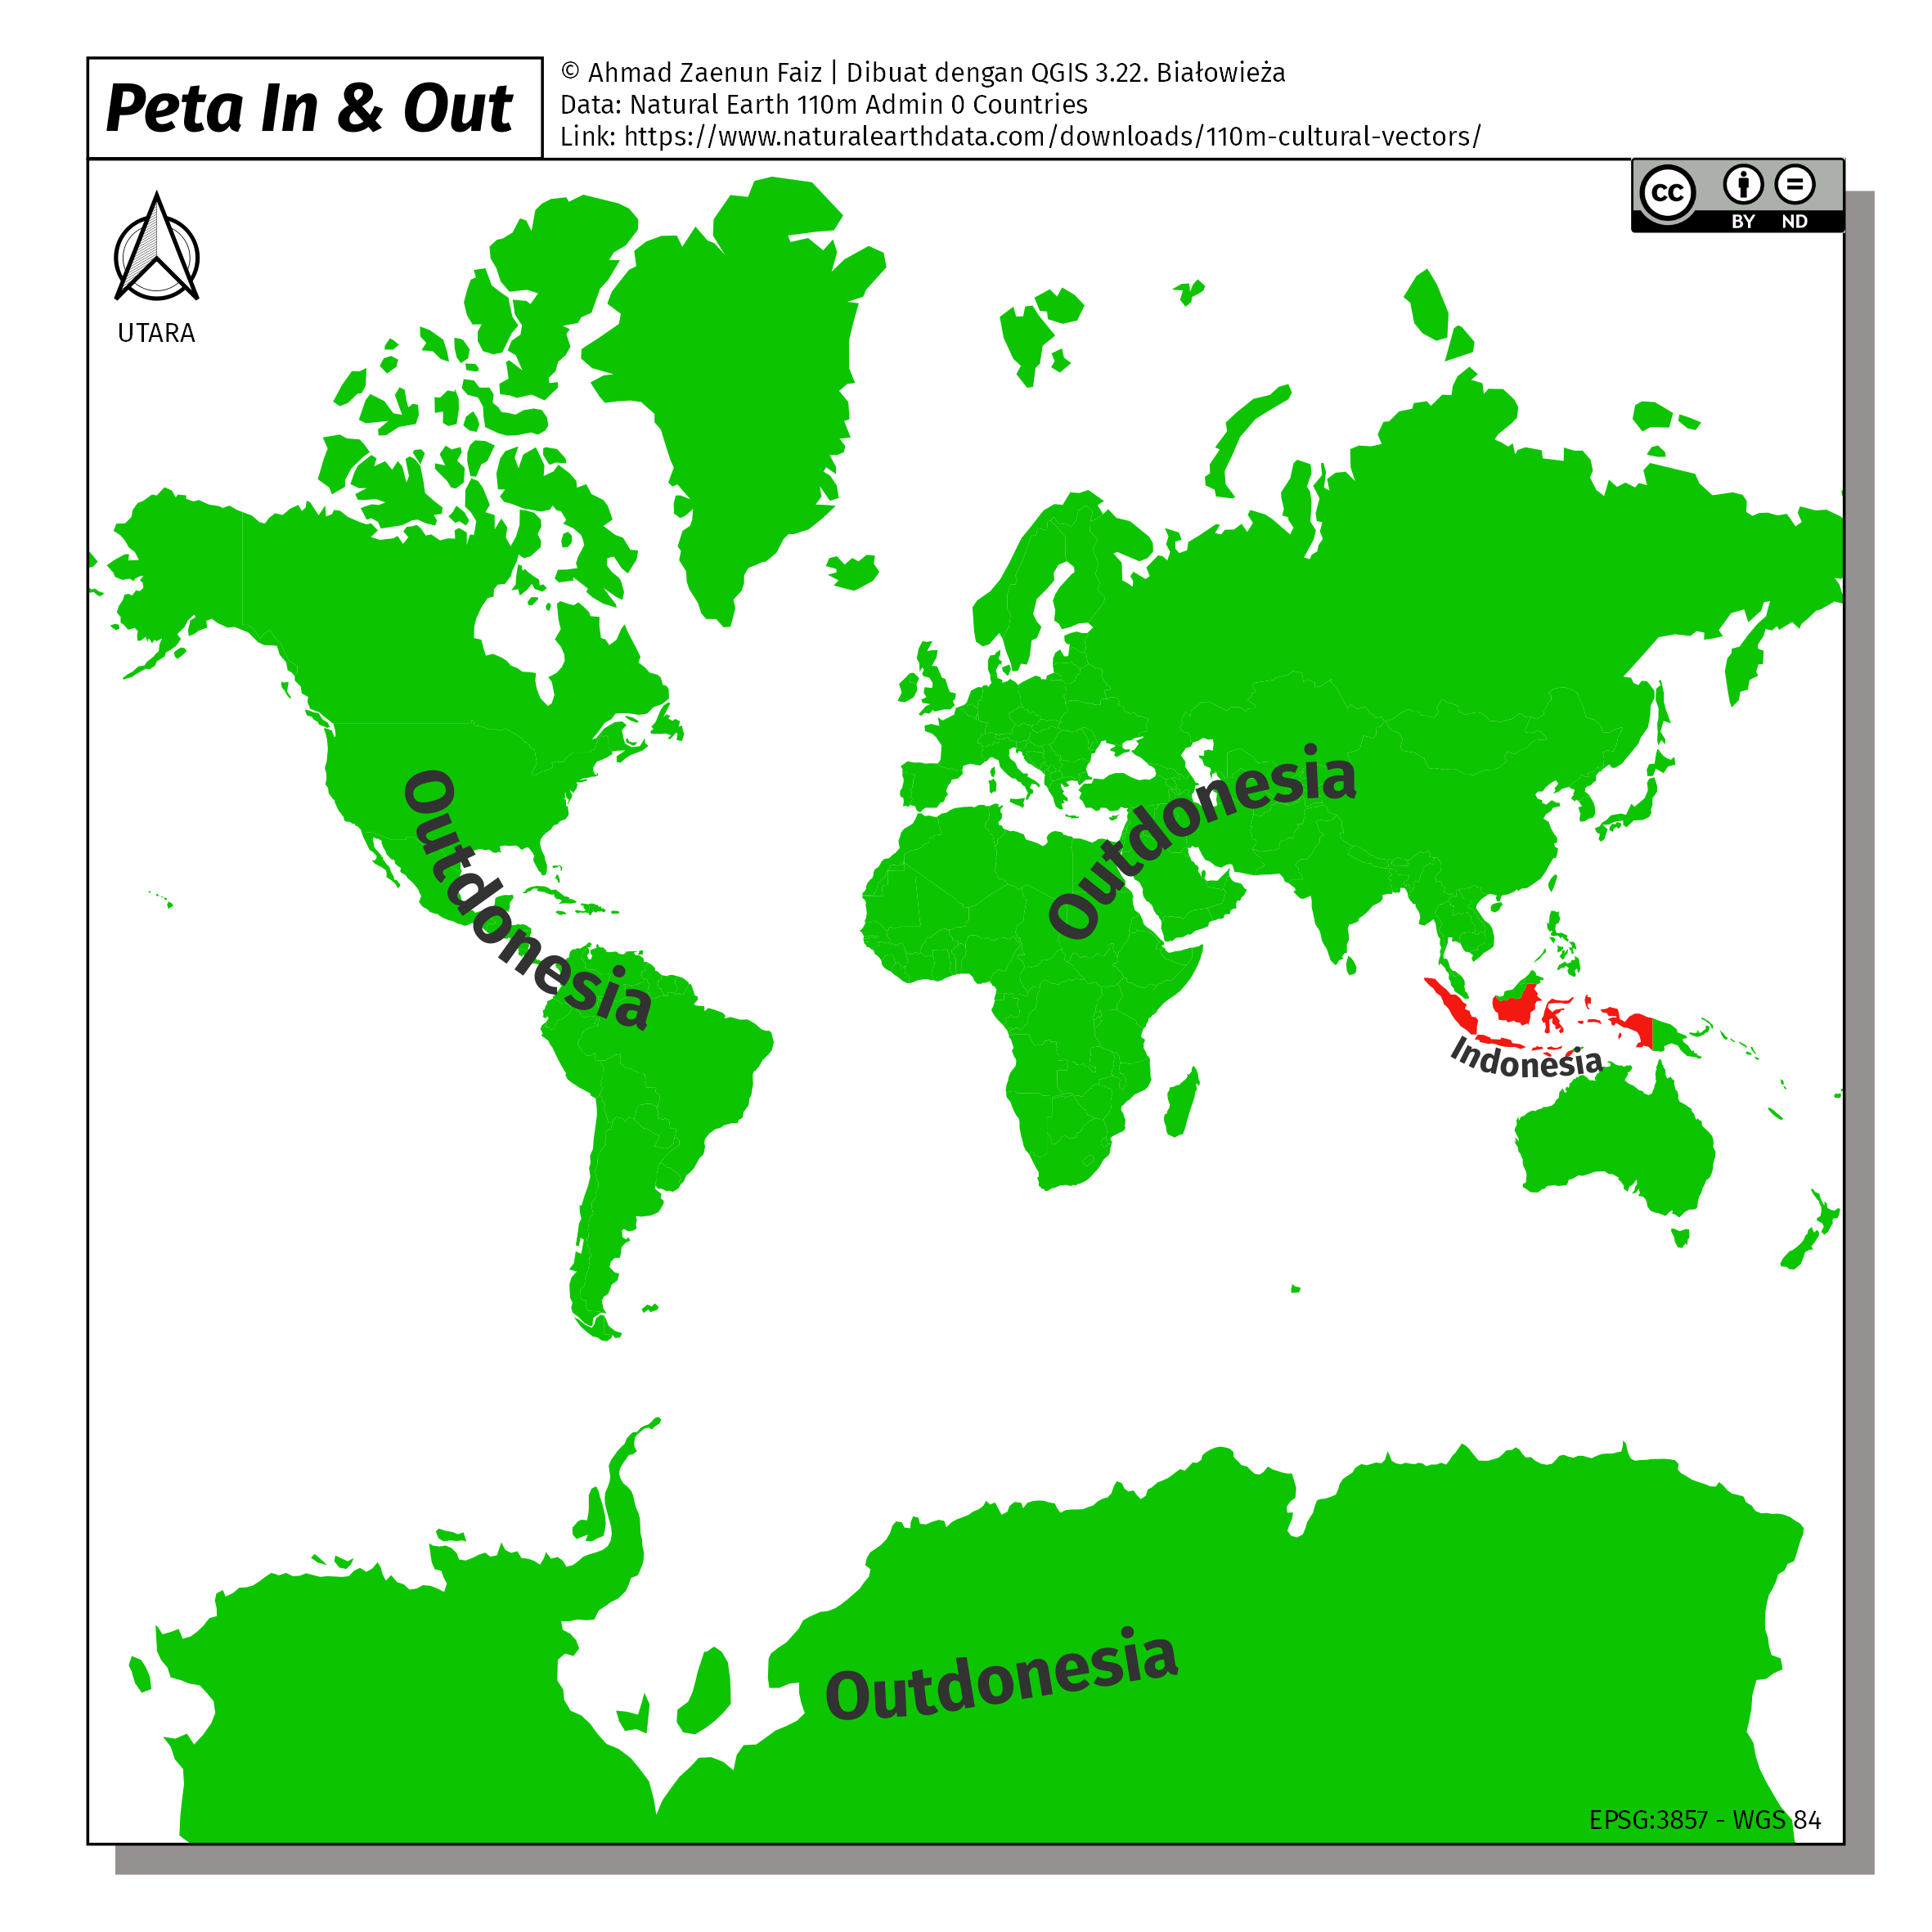 Peta In & Out
© Ahmad Zaenun Faiz | Dibuat dengan QGIS 3.22. Białowieża
Data: Natural Earth 110m Admin 0 Countries
Link: https://www.naturalearthdata.com/downloads/110m-cultural-vectors/
cc
BY ND
UTARA
Outdonesia
Outdonesia
Indonesia
Outdonesia
EPSG:3857 - WGS 84